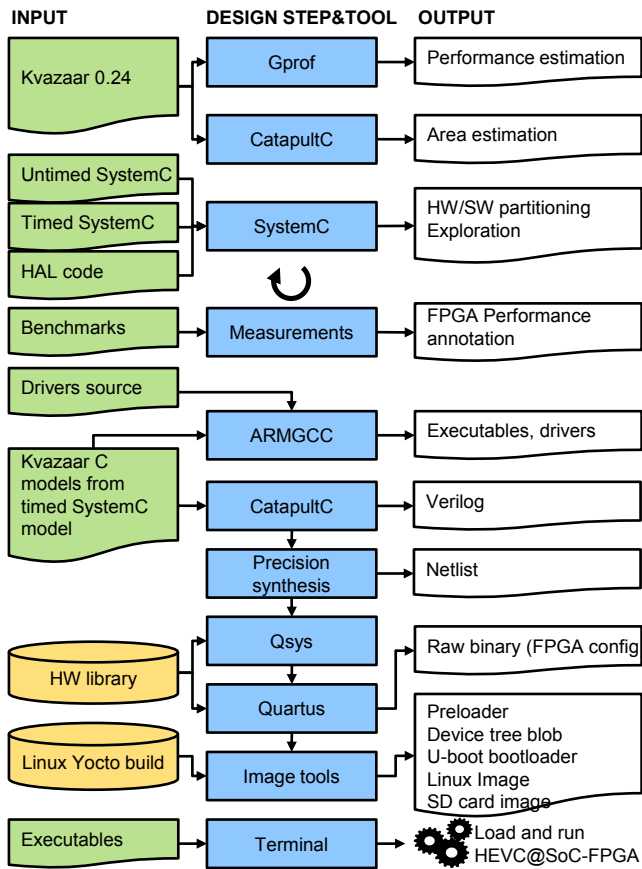 INPUT
DESIGN STEP&TOOL
OUTPUT
Kvazaar 0.24
Gprof
Performance estimation
CatapultC
Area estimation
Untimed SystemC
Timed SystemC
HAL code
SystemC
HW/SW partitioning
Exploration
Benchmarks
Measurements
FPGA Performance
annotation
Drivers source
ARMGCC
Executables, drivers
Kvazaar C
models from
timed SystemC
model
CatapultC
Verilog
Precision
synthesis
Netlist
HW library
Qsys
Quartus
Raw binary (FPGA config
Linux Yocto build
Image tools
Preloader
Device tree blob
U-boot bootloader
Linux Image
SD card image
Executables
Terminal
Load and run
HEVC@SoC-FPGA